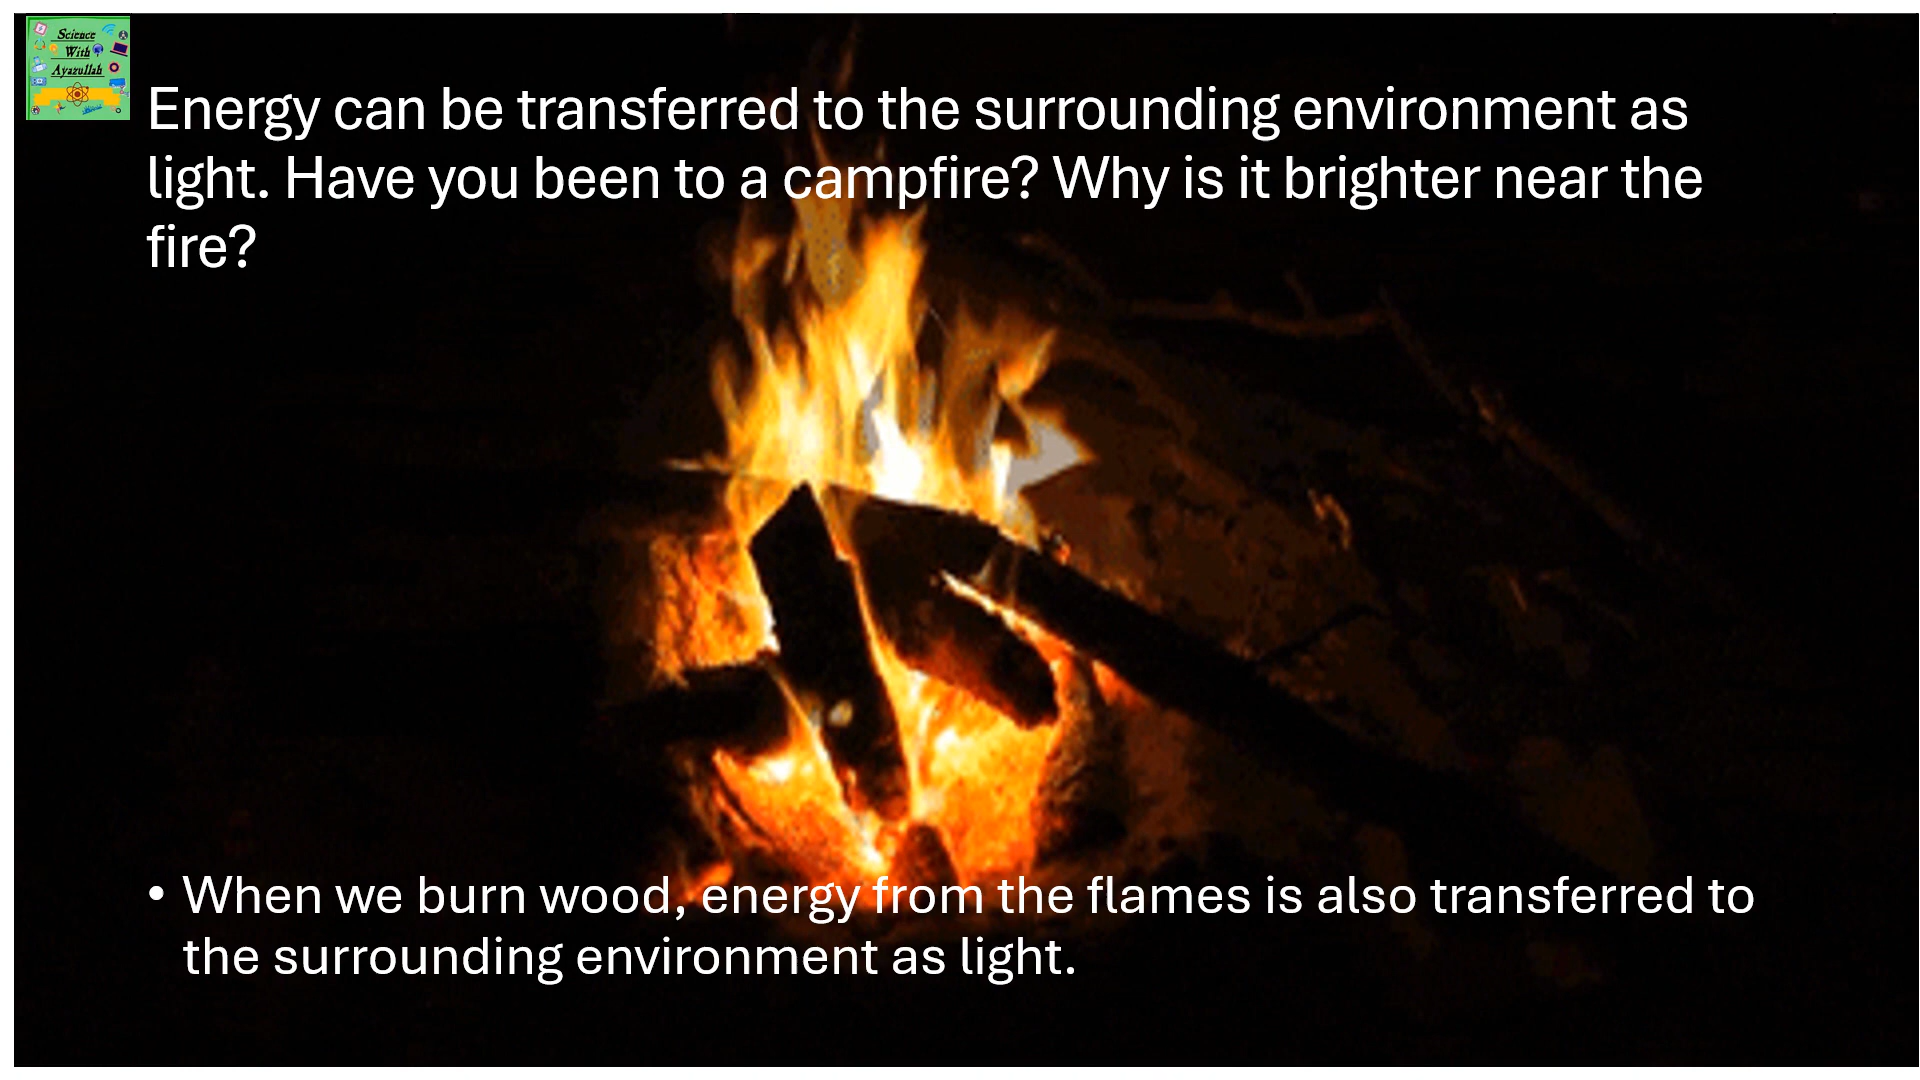 Science
With
Ayazullah
Energy can be transferred to the surrounding environment as
light. Have you been to a campfire? Why is it brighter near the
fire?
• When we burn wood, energy from the flames is also transferred to
the surrounding environment as light.